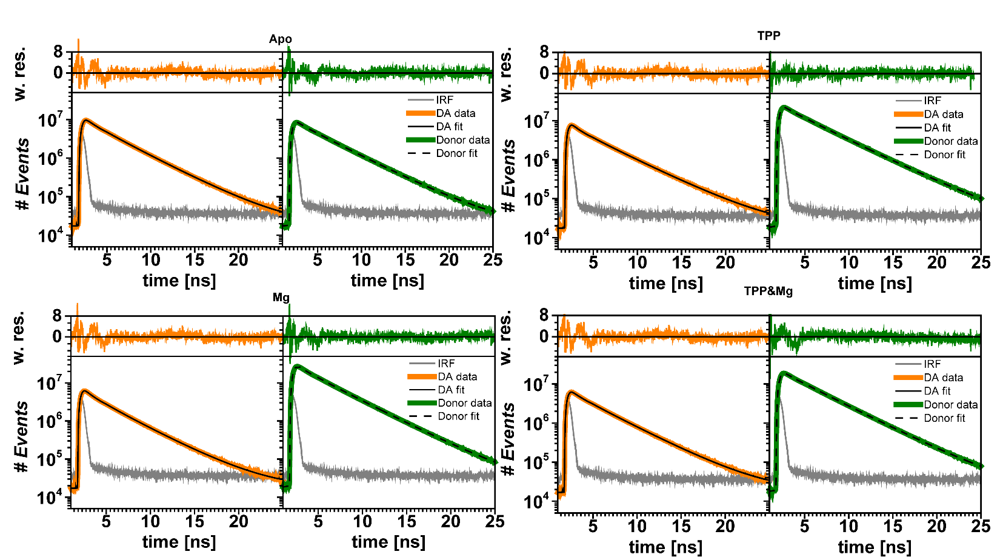 Apo
w. res.
8
0
# Events
10^7
10^6
10^5
10^4
IRF
DA data
DA fit
Donor data
Donor fit
5 10 15 20 5 10 15 20 25
time [ns] time [ns]
TPP
w. res.
8
0
# Events
10^7
10^6
10^5
10^4
IRF
DA data
DA fit
Donor data
Donor fit
5 10 15 20 5 10 15 20 25
time [ns] time [ns]
Mg
w. res.
8
0
# Events
10^7
10^6
10^5
10^4
IRF
DA data
DA fit
Donor data
Donor fit
5 10 15 20 5 10 15 20 25
time [ns] time [ns]
TPP&Mg
w. res.
8
0
# Events
10^7
10^6
10^5
10^4
IRF
DA data
DA fit
Donor data
Donor fit
5 10 15 20 5 10 15 20 25
time [ns] time [ns]